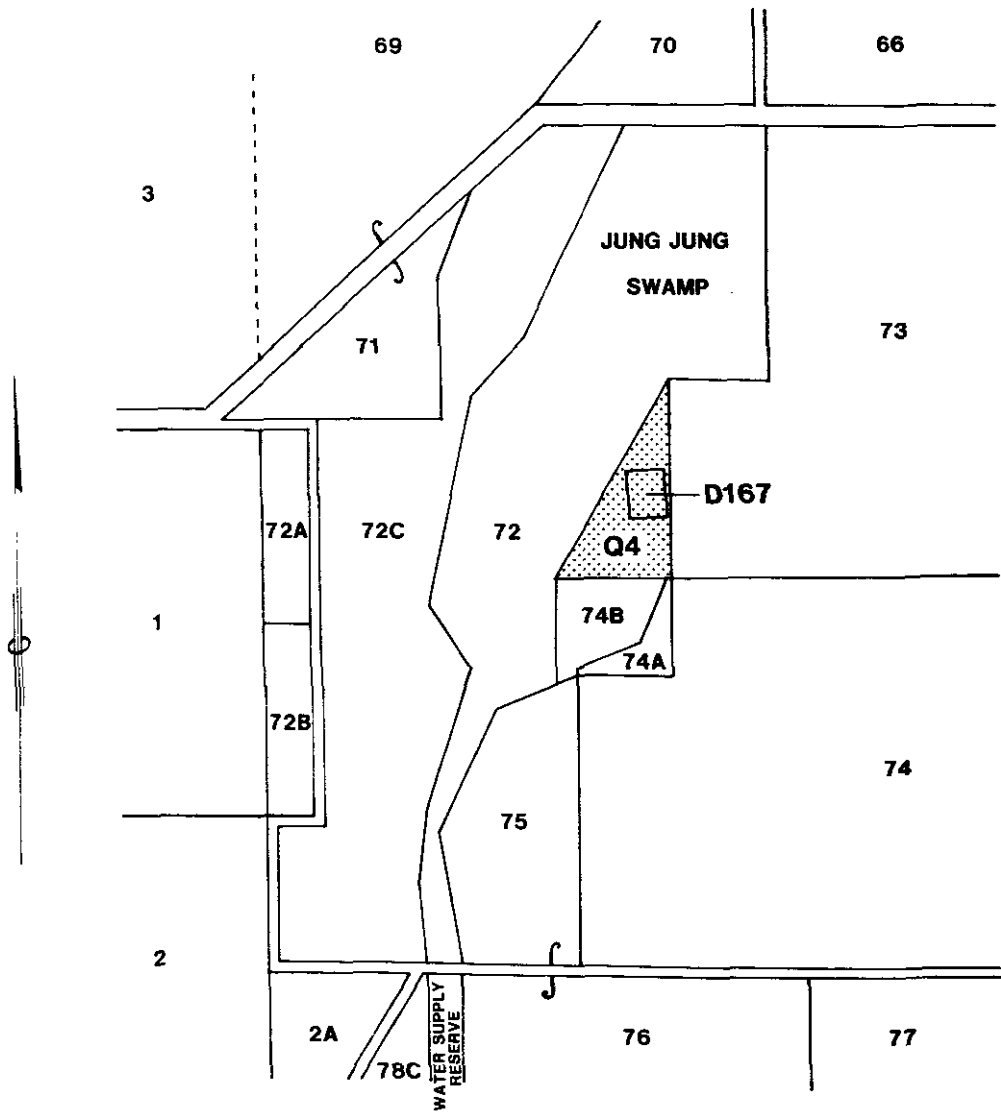 69
70
66
3
JUNG JUNG
SWAMP
73
71
D167
72A
72C
72
Q4
1
74B
74A
72B
74
75
2
2A
78C
WATER SUPPLY
RESERVE
76
77